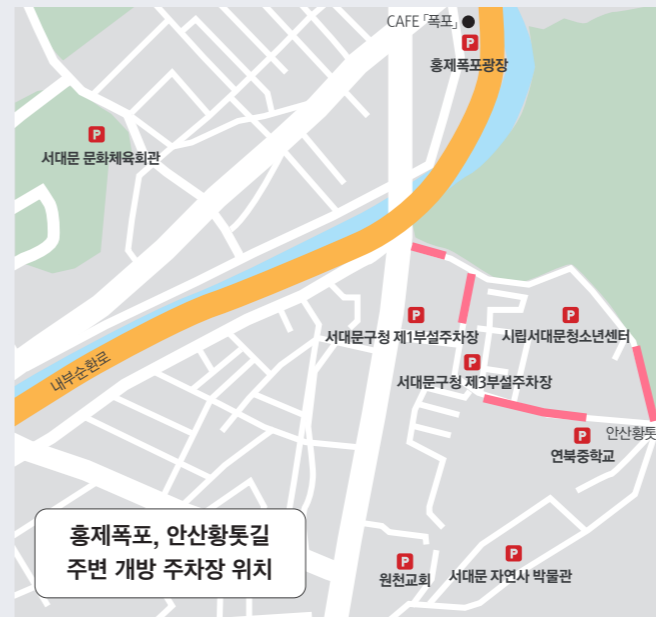 CAFE 「폭포」
P
홍제폭포광장
P
서대문 문화체육회관
P
서대문구청 제1부설주차장
P
시립서대문청소년센터
P
서대문구청 제3부설주차장
내부순환로
P
안산황톳
연북중학교
홍제폭포, 안산황톳길
주변 개방 주차장 위치
P
원천교회
P
서대문 자연사 박물관